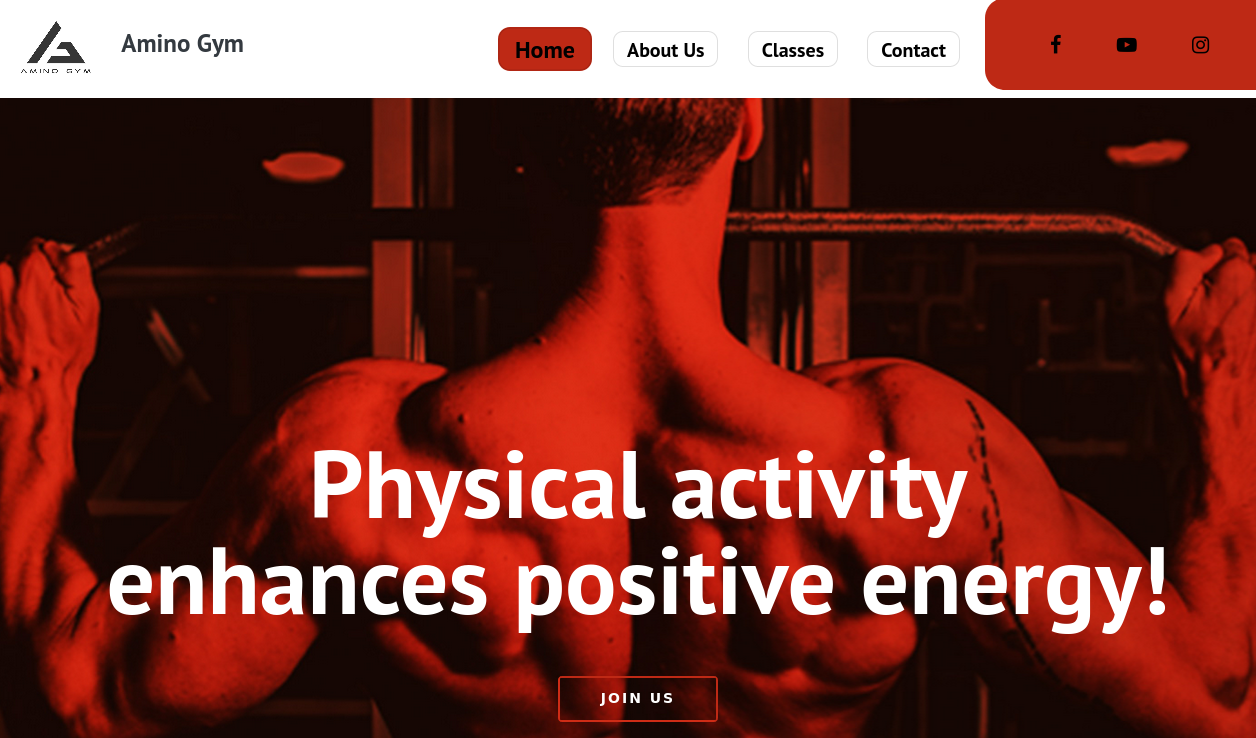 AMINO GYM
Amino Gym
Home
About Us
Classes
Contact
Physical activity
enhances positive energy!
JOIN US